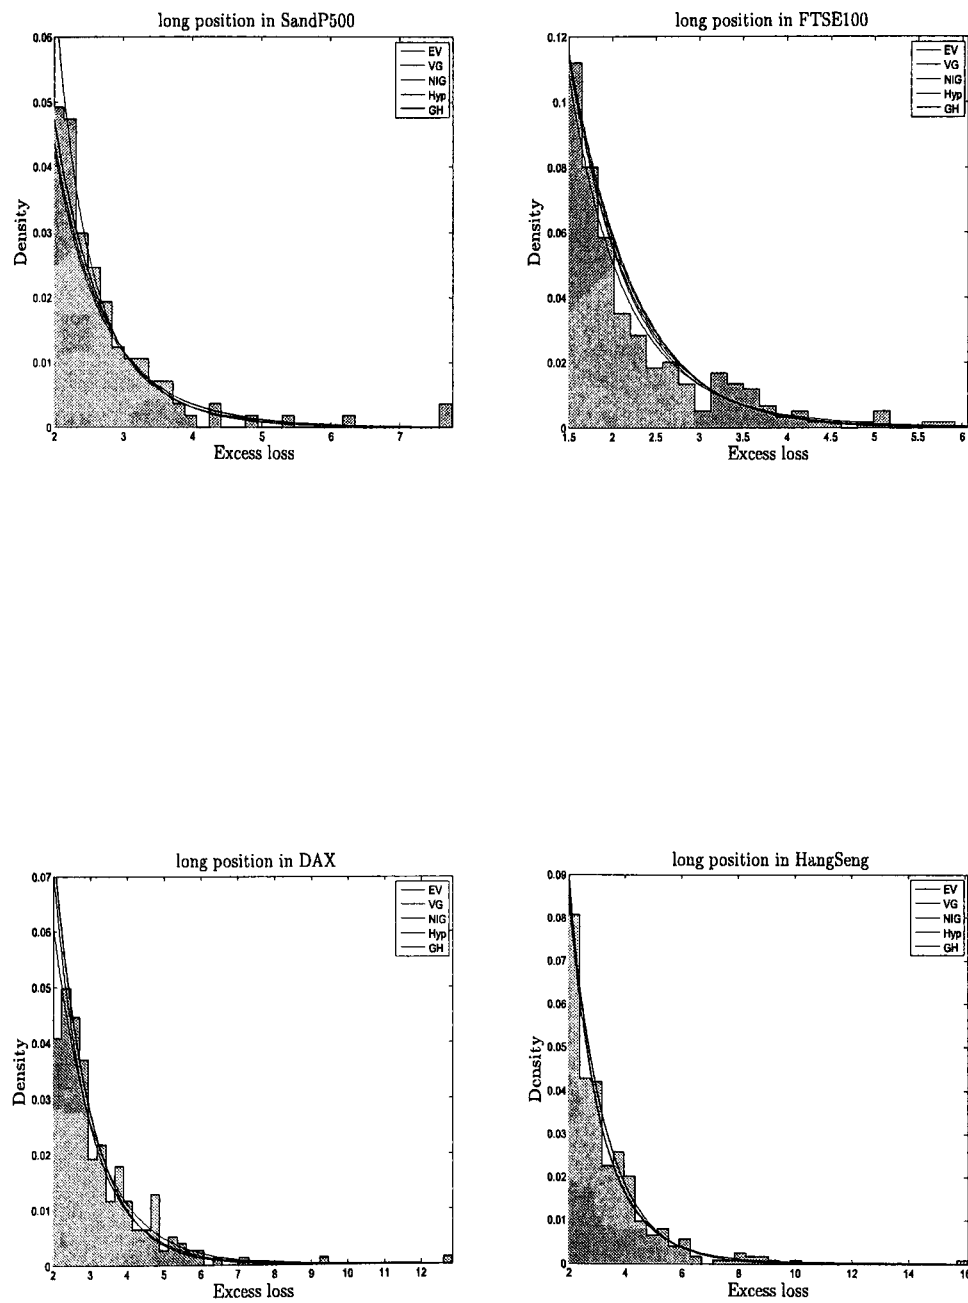 long position in SandP500
0.06
0.05
0.04
0.03
0.02
0.01
0
Density
2
3
4
5
6
7
Excess loss
EV
VG
NIG
Hyp
GH
long position in FTSE100
0.12
0.1
0.08
0.06
0.04
0.02
0
Density
1.5
2
2.5
3
3.5
4
4.5
5
5.5
6
Excess loss
EV
VG
NIG
Hyp
GH
long position in DAX
0.07
0.06
0.05
0.04
0.03
0.02
0.01
0
Density
2
3
4
5
6
7
8
9
10
11
12
Excess loss
EV
VG
NIG
Hyp
GH
long position in HangSeng
0.09
0.08
0.07
0.06
0.05
0.04
0.03
0.02
0.01
0
Density
2
4
6
8
10
12
14
16
Excess loss
EV
VG
NIG
Hyp
GH